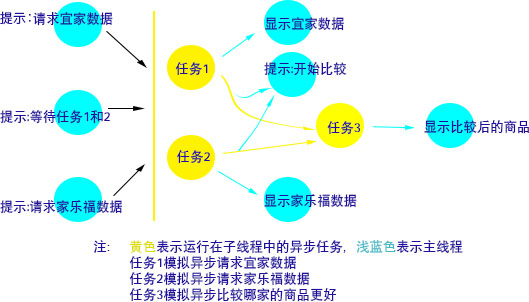 提示:请求宜家数据
显示宜家数据
任务1
提示:开始比较
提示:等待任务1和2
任务3
显示比较后的商品
任务2
提示:请求家乐福数据
显示家乐福数据
注: 黄色表示运行在子线程中的异步任务，浅蓝色表示主线程
任务1模拟异步请求宜家数据
任务2模拟异步请求家乐福数据
任务3模拟异步比较哪家的商品更好